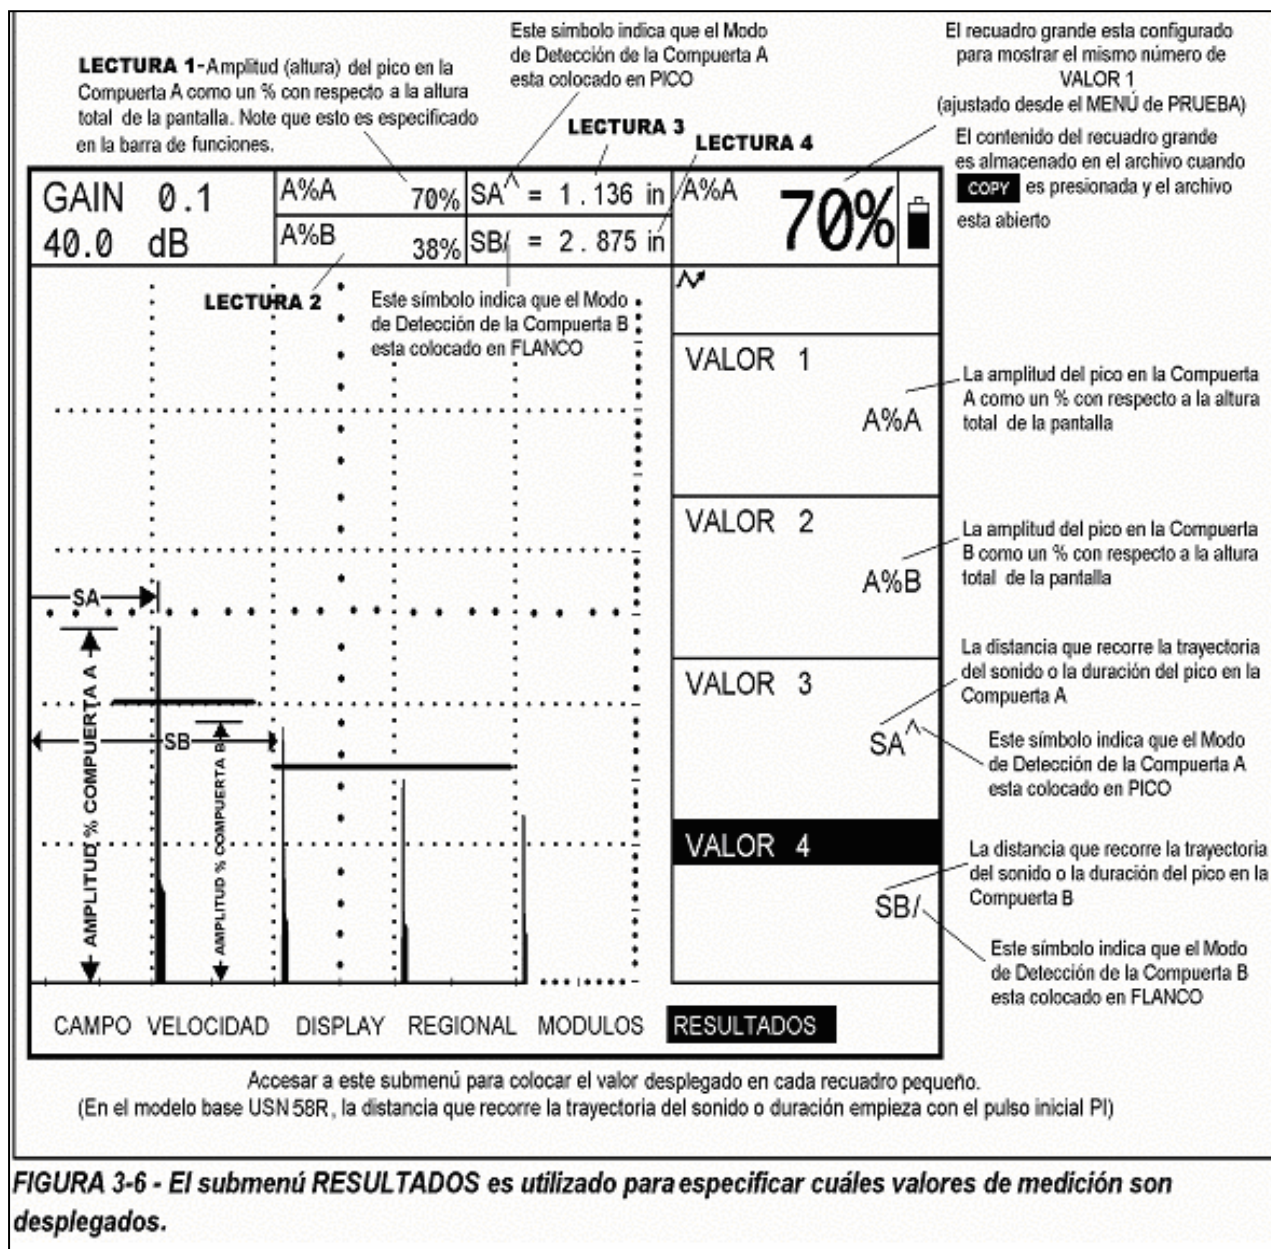 Este símbolo indica que el Modo
de Detección de la Compuerta A
esta colocado en PICO
El recuadro grande esta configurado
para mostrar el mismo número de
VALOR 1
(ajustado desde el MENÚ de PRUEBA)
LECTURA 1-Amplitud (altura) del pico en la
Compuerta A como un % con respecto a la altura
total de la pantalla. Note que esto es especificado
en la barra de funciones.
LECTURA 3
LECTURA 4
El contenido del recuadro grande
es almacenado en el archivo cuando
COPY es presionada y el archivo
esta abierto
GAIN 0.1
40.0 dB
A%A 70%
A%B 38%
SA^ = 1.136 in
SB/ = 2.875 in
A%A 70%
LECTURA 2
Este símbolo indica que el Modo
de Detección de la Compuerta B
esta colocado en FLANCO
VALOR 1
A%A
La amplitud del pico en la Compuerta
A como un % con respecto a la altura
total de la pantalla
VALOR 2
A%B
La amplitud del pico en la Compuerta
B como un % con respecto a la altura
total de la pantalla
SA
AMPLITUD % COMPUERTA A
SB
AMPLITUD % COMPUERTA B
VALOR 3
SA^
La distancia que recorre la trayectoria
del sonido o la duración del pico en la
Compuerta A
Este símbolo indica que el Modo
de Detección de la Compuerta A
esta colocado en PICO
VALOR 4
SB/
La distancia que recorre la trayectoria
del sonido o la duración del pico en la
Compuerta B
Este símbolo indica que el Modo
de Detección de la Compuerta B
esta colocado en FLANCO
CAMPO VELOCIDAD DISPLAY REGIONAL MODULOS RESULTADOS
Accesar a este submenú para colocar el valor desplegado en cada recuadro pequeño.
(En el modelo base USN 58R, la distancia que recorre la trayectoria del sonido o duración empieza con el pulso inicial PI)
FIGURA 3-6 - El submenú RESULTADOS es utilizado para especificar cuáles valores de medición son
desplegados.